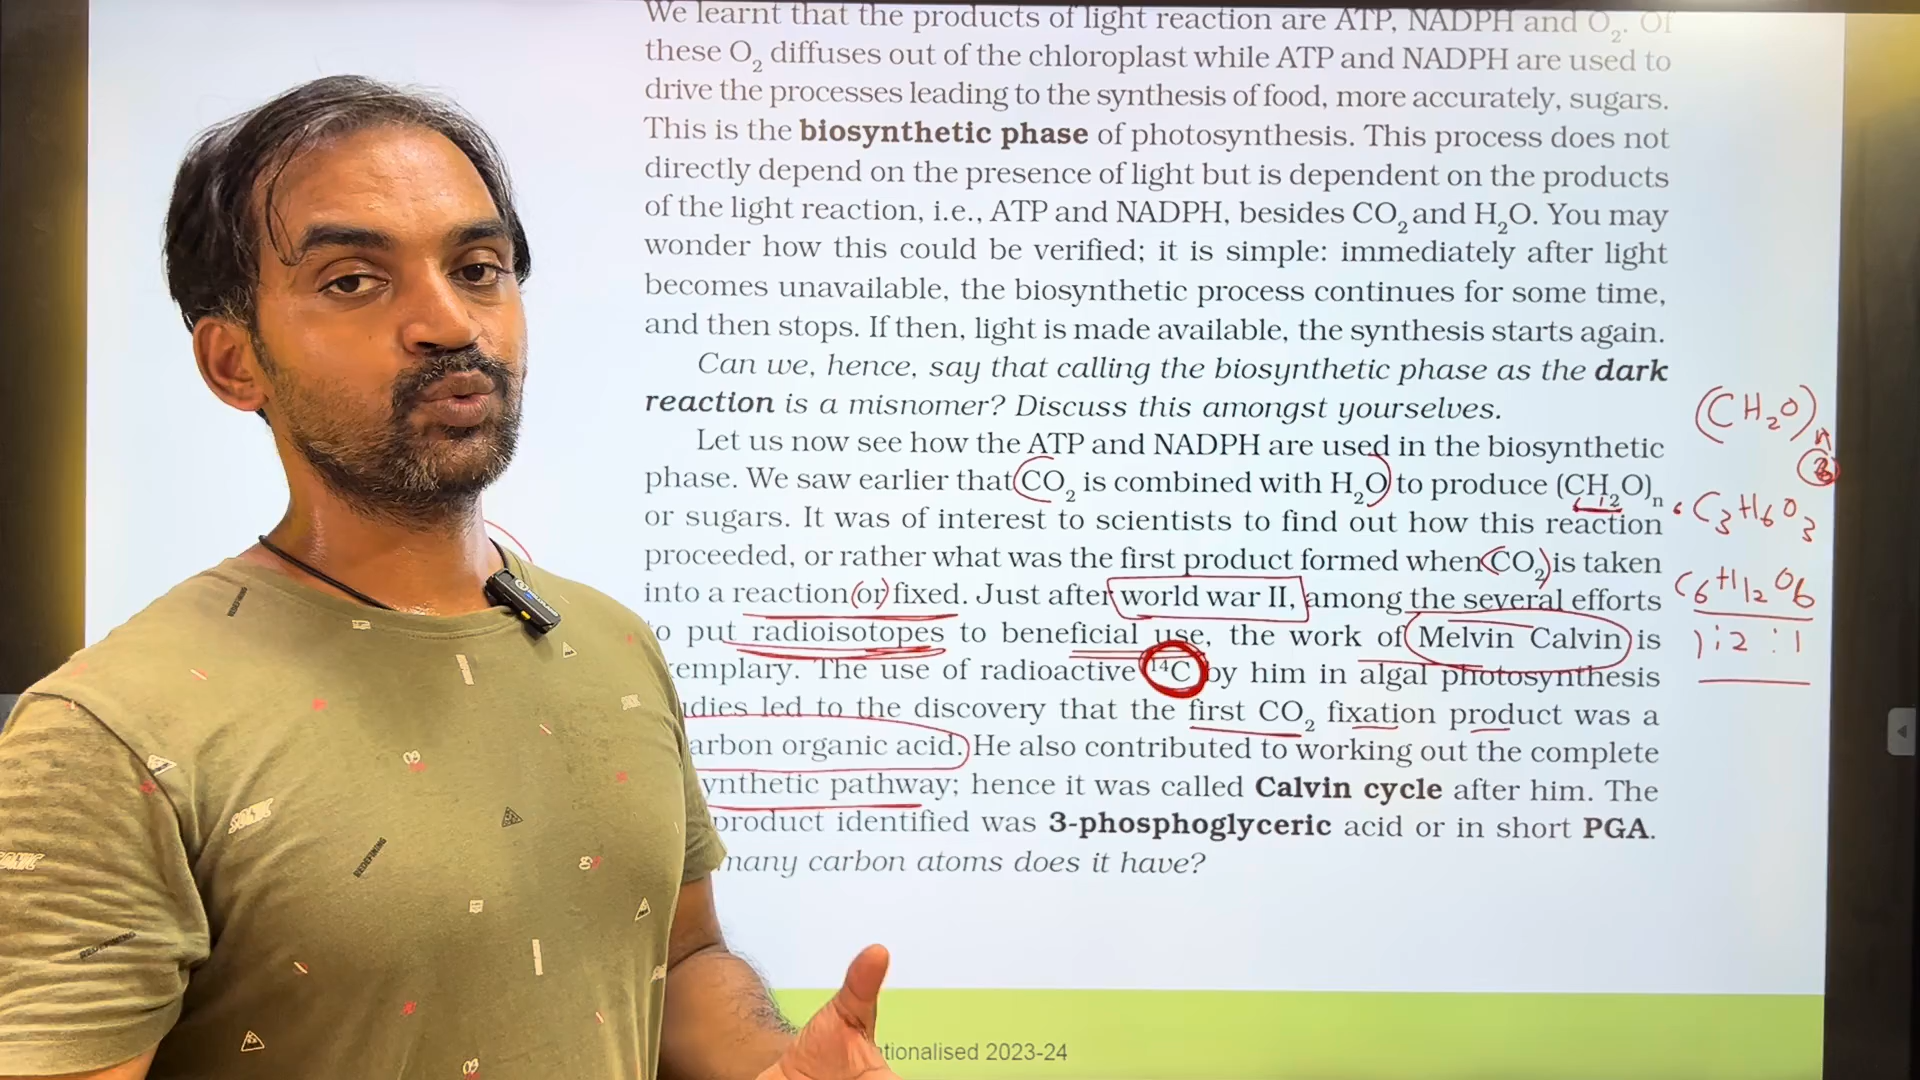 We learnt that the products of light reaction are ATP, NADPH and O₂. Of
these O₂ diffuses out of the chloroplast while ATP and NADPH are used to
drive the processes leading to the synthesis of food, more accurately, sugars.
This is the biosynthetic phase of photosynthesis. This process does not
directly depend on the presence of light but is dependent on the products
of the light reaction, i.e., ATP and NADPH, besides CO₂ and H₂O. You may
wonder how this could be verified; it is simple: immediately after light
becomes unavailable, the biosynthetic process continues for some time,
and then stops. If then, light is made available, the synthesis starts again.
Can we, hence, say that calling the biosynthetic phase as the dark
reaction is a misnomer? Discuss this amongst yourselves.
Let us now see how the ATP and NADPH are used in the biosynthetic
phase. We saw earlier that CO₂ is combined with H₂O to produce (CH₂O)ₙ
or sugars. It was of interest to scientists to find out how this reaction
proceeded, or rather what was the first product formed when CO₂ is taken
into a reaction (or) fixed. Just after world war II, among the several efforts
o put radioisotopes to beneficial use, the work of Melvin Calvin is
emplary. The use of radioactive ¹⁴C by him in algal photosynthesis
udies led to the discovery that the first CO₂ fixation product was a
arbon organic acid. He also contributed to working out the complete
ynthetic pathway; hence it was called Calvin cycle after him. The
product identified was 3-phosphoglyceric acid or in short PGA.
many carbon atoms does it have?
tionalised 2023-24
(CH₂O)
C₃H₆O₃
C₆H₁₂O₆
1:2:1
REDEFINING
SONIC
REDEFINING
REDEFINING